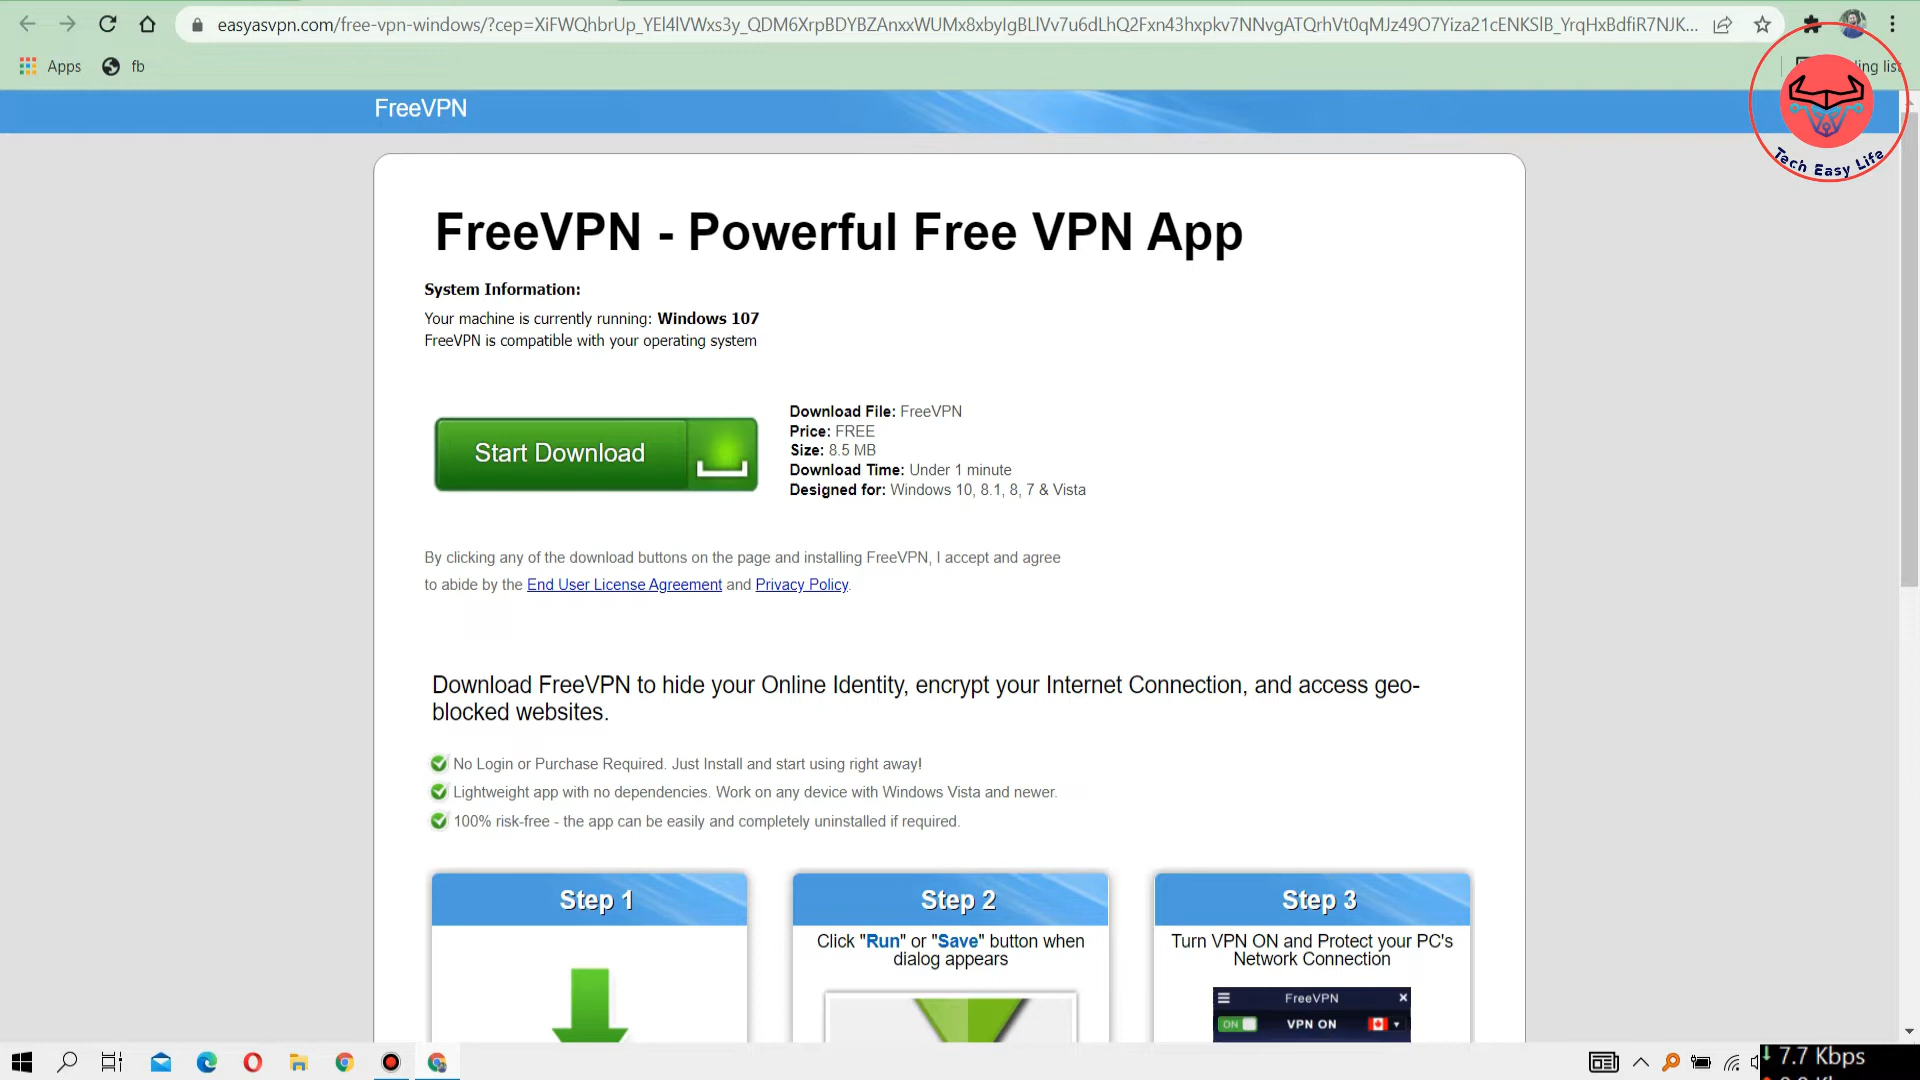 easyasvpn.com/free-vpn-windows/?cep=XiFWQhbrUp_YEl4lVWxs3y_QDM6XrpBDYBZAnxxWUMx8xbyIgBLlVv7u6dLhQ2Fxn43hxpkv7NNvgATQrhVt0qMJz49O7Yiza21cENKSlB_YrqHxBdfiR7NJK...
Apps fb
FreeVPN
Tech Easy Life
FreeVPN - Powerful Free VPN App
System Information:
Your machine is currently running: Windows 107
FreeVPN is compatible with your operating system
Start Download
Download File: FreeVPN
Price: FREE
Size: 8.5 MB
Download Time: Under 1 minute
Designed for: Windows 10, 8.1, 8, 7 & Vista
By clicking any of the download buttons on the page and installing FreeVPN, I accept and agree
to abide by the End User License Agreement and Privacy Policy.
Download FreeVPN to hide your Online Identity, encrypt your Internet Connection, and access geo-
blocked websites.
No Login or Purchase Required. Just Install and start using right away!
Lightweight app with no dependencies. Work on any device with Windows Vista and newer.
100% risk-free - the app can be easily and completely uninstalled if required.
Step 1
Step 2
Click "Run" or "Save" button when
dialog appears
Step 3
Turn VPN ON and Protect your PC's
Network Connection
FreeVPN
ON VPN ON
7.7 Kbps